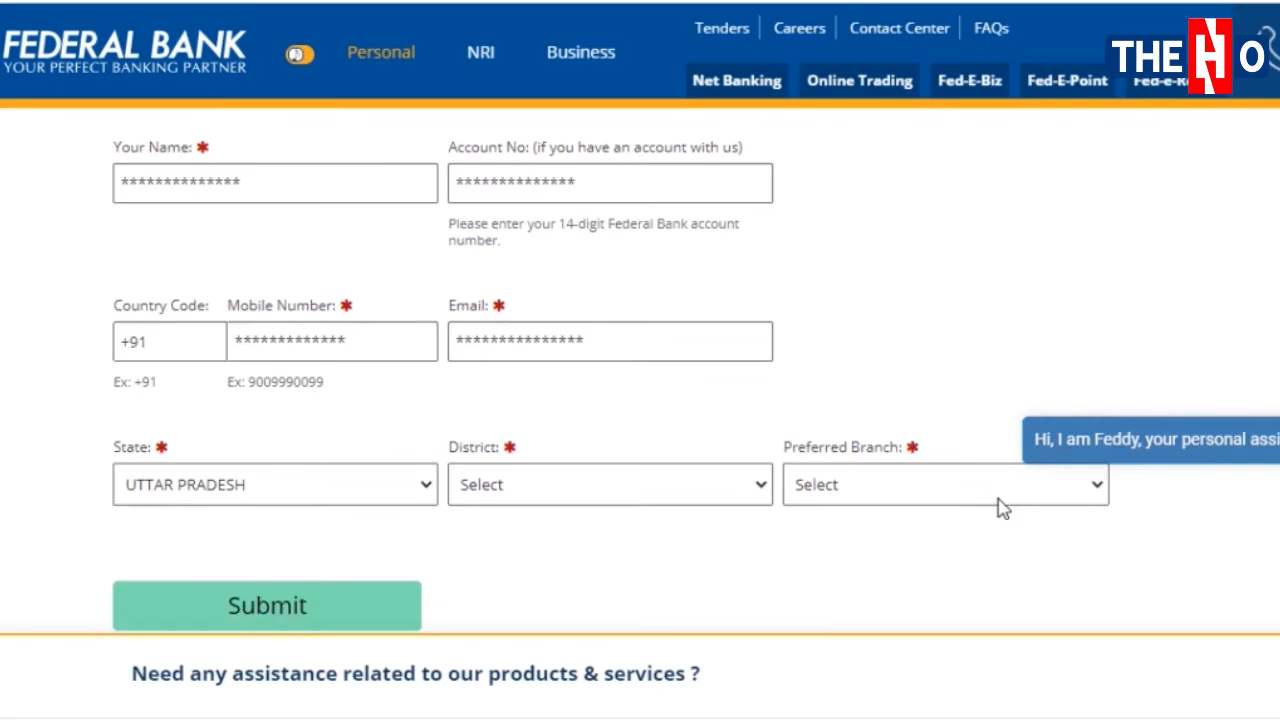 FEDERAL BANK
YOUR PERFECT BANKING PARTNER
Personal
NRI
Business
Tenders
Careers
Contact Center
FAQs
Net Banking
Online Trading
Fed-E-Biz
Fed-E-Point
THE N O
Your Name: *
Account No: (if you have an account with us)
**************
**************
Please enter your 14-digit Federal Bank account
number.
Country Code:
Mobile Number: *
Email: *
+91
*************
***************
Ex: +91
Ex: 9009990099
State: *
District: *
Preferred Branch: *
Hi, I am Feddy, your personal assi
UTTAR PRADESH
Select
Select
Submit
Need any assistance related to our products & services ?